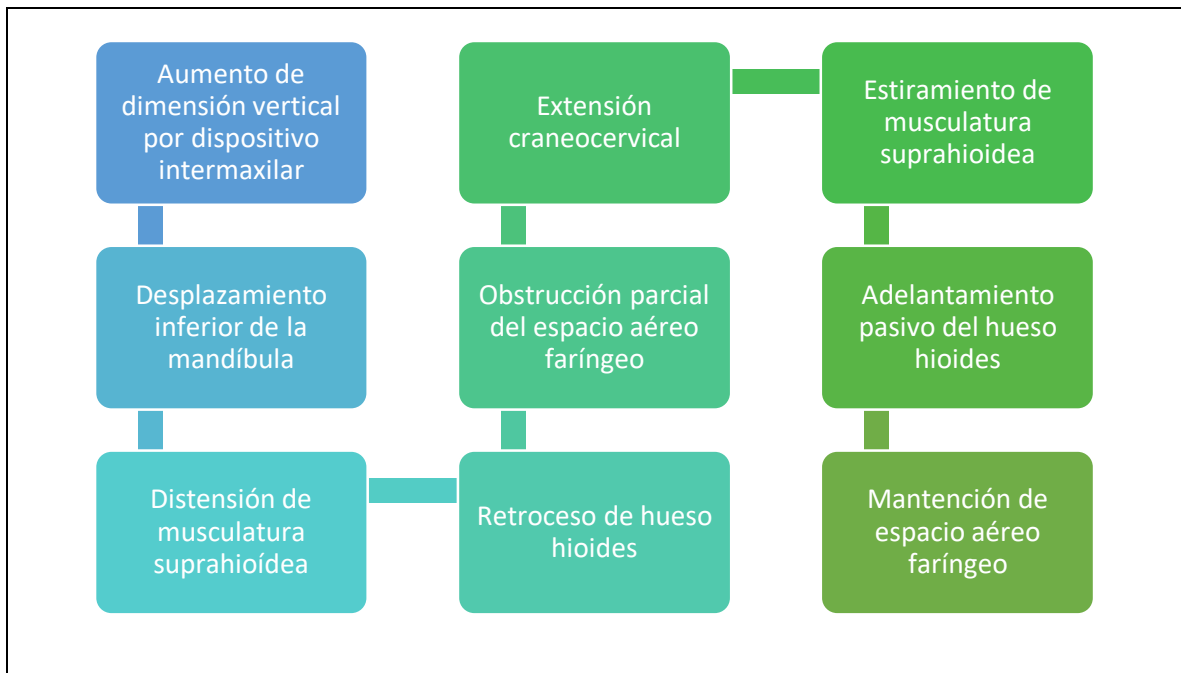 Aumento de
dimensión vertical
por dispositivo
intermaxilar
Desplazamiento
inferior de la
mandíbula
Distensión de
musculatura
suprahioídea
Retroceso de hueso
hioides
Obstrucción parcial
del espacio aéreo
faríngeo
Extensión
craneocervical
Estiramiento de
musculatura
suprahioidea
Adelantamiento
pasivo del hueso
hioides
Mantención de
espacio aéreo
faríngeo